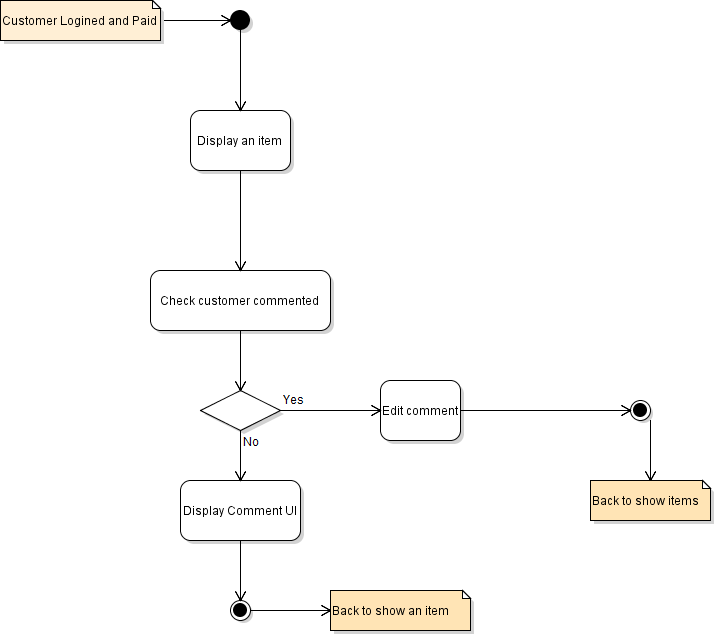 Customer Logined and Paid
Display an item
Check customer commented
Yes
Edit comment
No
Back to show items
Display Comment UI
Back to show an item